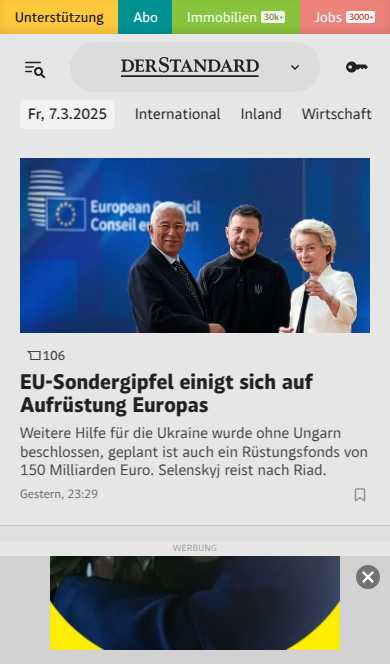 Unterstützung Abo Immobilien 30k+ Jobs 3000+
DERSTANDARD
Fr, 7.3.2025 International Inland Wirtschaft
European Council
Conseil eu
106
EU-Sondergipfel einigt sich auf
Aufrüstung Europas
Weitere Hilfe für die Ukraine wurde ohne Ungarn
beschlossen, geplant ist auch ein Rüstungsfonds von
150 Milliarden Euro. Selenskyj reist nach Riad.
Gestern, 23:29
WERBUNG